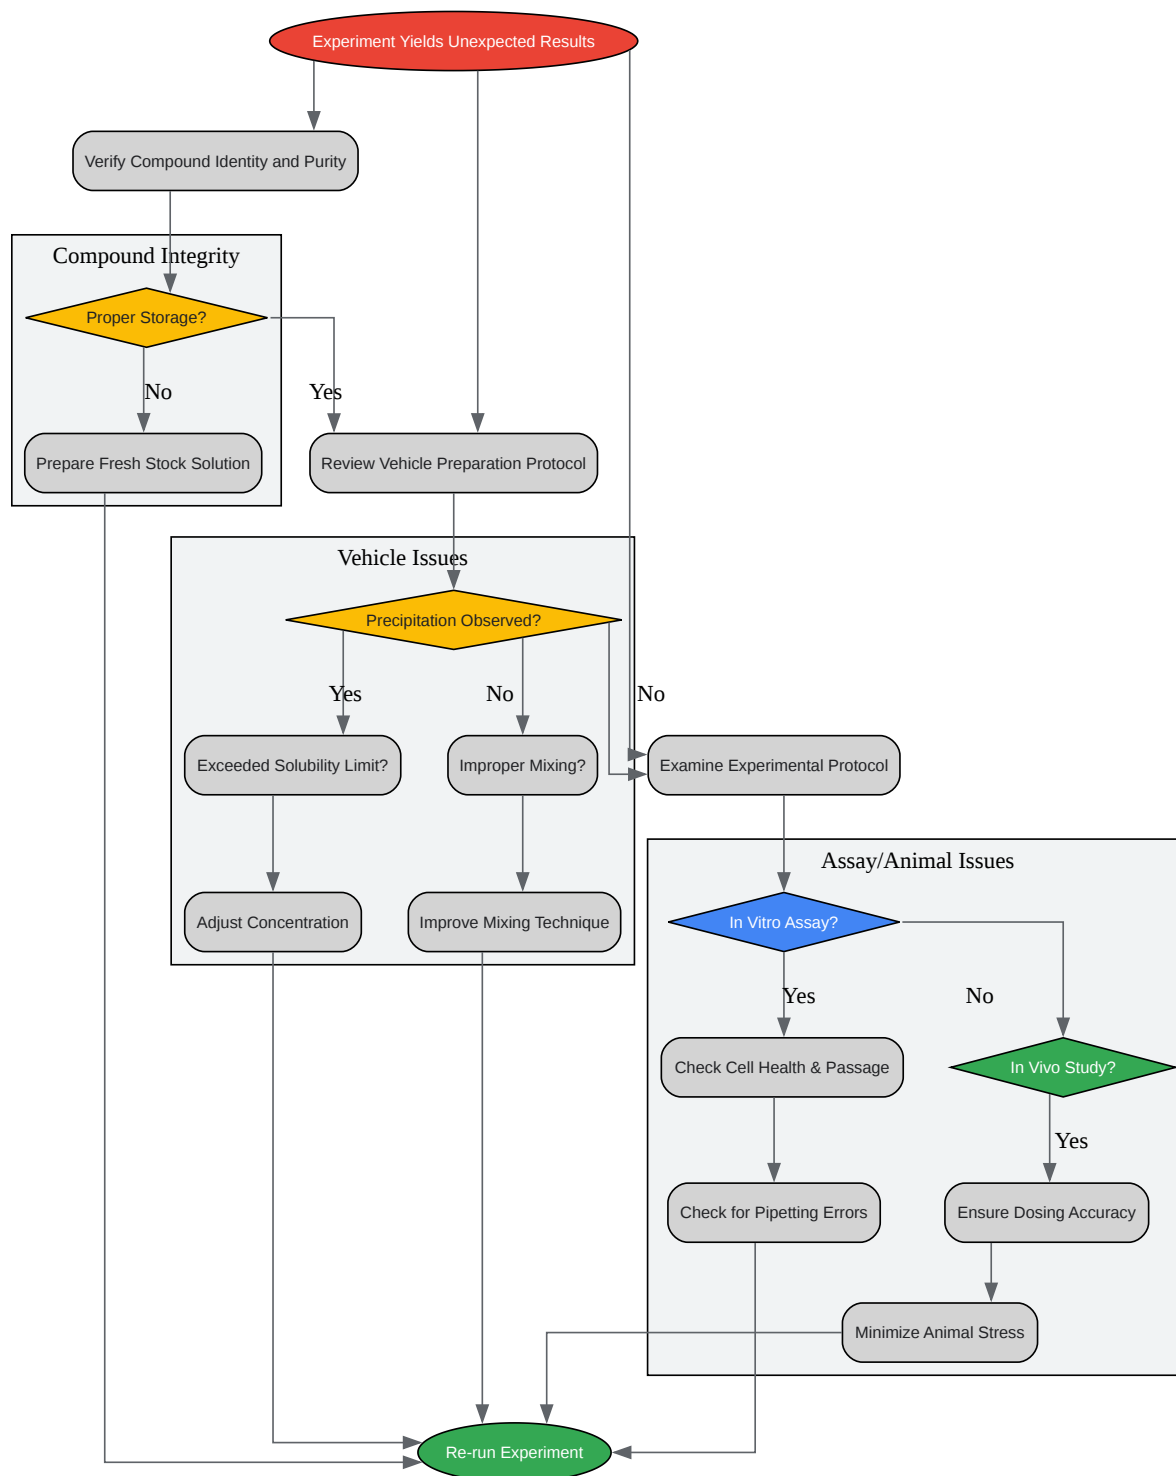 Experiment Yields Unexpected Results
Verify Compound Identity and Purity
Compound Integrity
Proper Storage?
No
Yes
Prepare Fresh Stock Solution
Review Vehicle Preparation Protocol
Vehicle Issues
Precipitation Observed?
Yes
No
No
Exceeded Solubility Limit?
Improper Mixing?
Examine Experimental Protocol
Assay/Animal Issues
Adjust Concentration
Improve Mixing Technique
In Vitro Assay?
Yes
No
Check Cell Health & Passage
In Vivo Study?
Yes
Check for Pipetting Errors
Ensure Dosing Accuracy
Minimize Animal Stress
Re-run Experiment